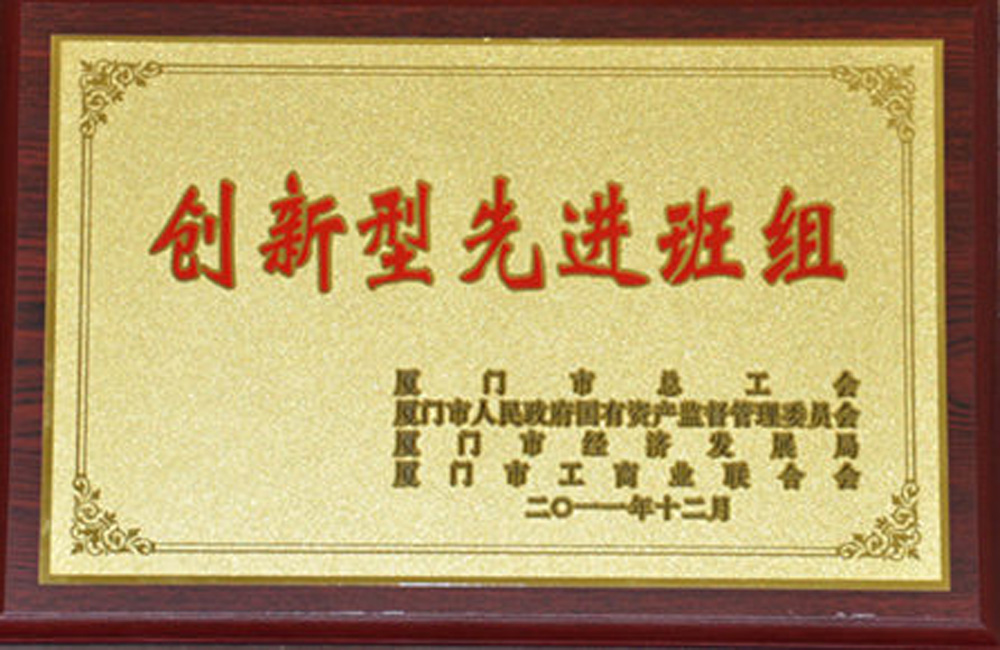 创新型先进班组
厦门市总工会
厦门市人民政府国有资产监督管理委员会
厦门市经济发展局
厦门市工商业联合会
二〇一一年十二月